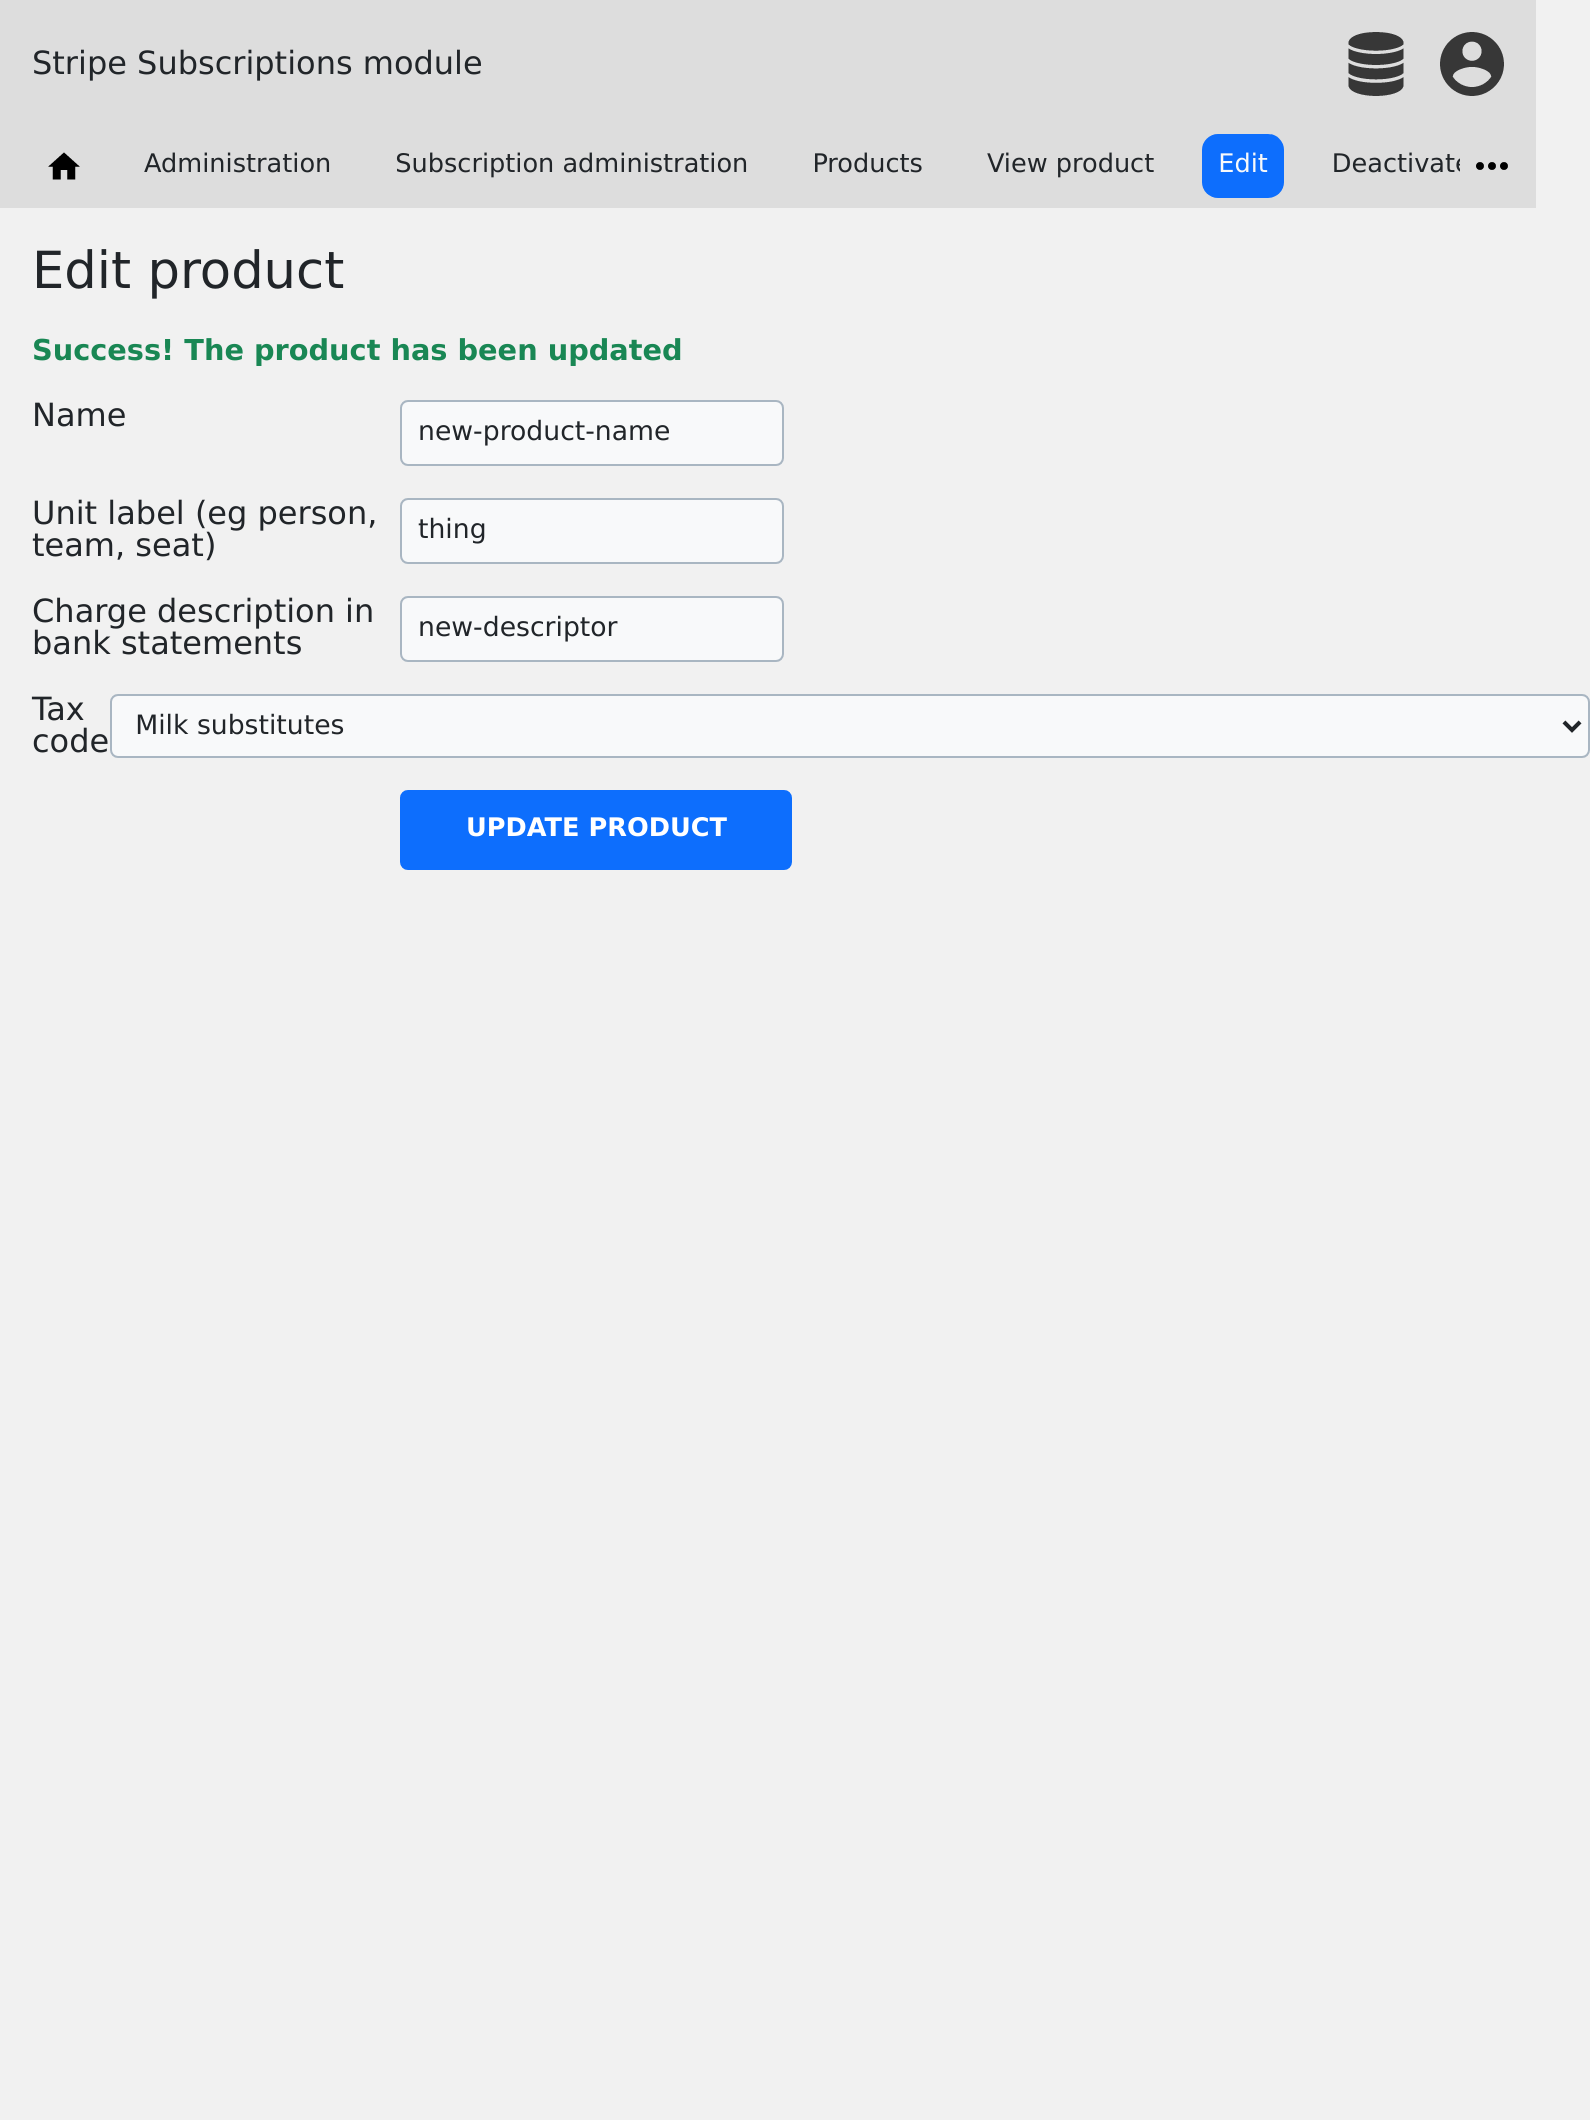 Stripe Subscriptions module
Administration Subscription administration Products View product Edit Deactivate
Edit product
Success! The product has been updated
Name
new-product-name
Unit label (eg person,
team, seat)
thing
Charge description in
bank statements
new-descriptor
Tax
code
Milk substitutes
UPDATE PRODUCT